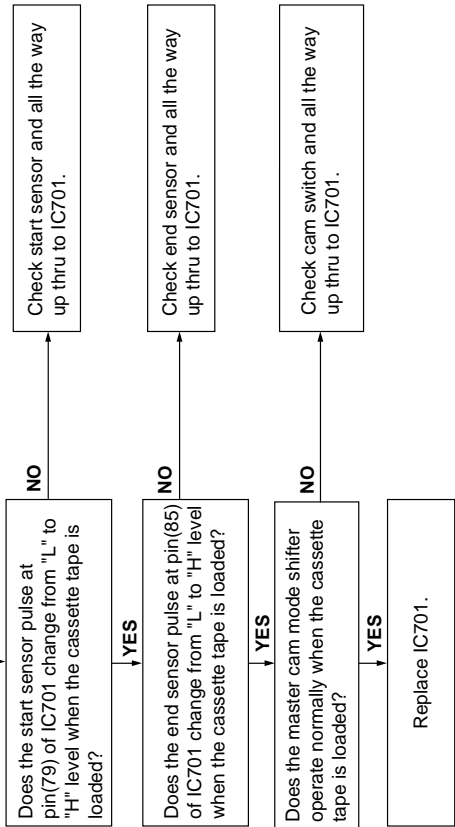 Does the start sensor pulse at
pin(79) of IC701 change from "L" to
"H" level when the cassette tape is
loaded?
NO
Check start sensor and all the way
up thru to IC701.
YES
Does the end sensor pulse at pin(85)
of IC701 change from "L" to "H" level
when the cassette tape is loaded?
NO
Check end sensor and all the way
up thru to IC701.
YES
Does the master cam mode shifter
operate normally when the cassette
tape is loaded?
NO
Check cam switch and all the way
up thru to IC701.
YES
Replace IC701.